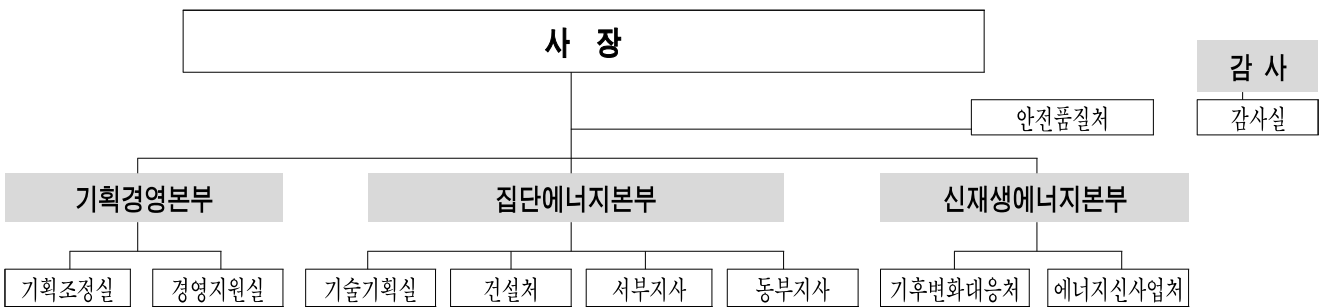 사 장
감 사
안전품질처
감사실
기획경영본부
집단에너지본부
신재생에너지본부
기획조정실
경영지원실
기술기획실
건설처
서부지사
동부지사
기후변화대응처
에너지신사업처